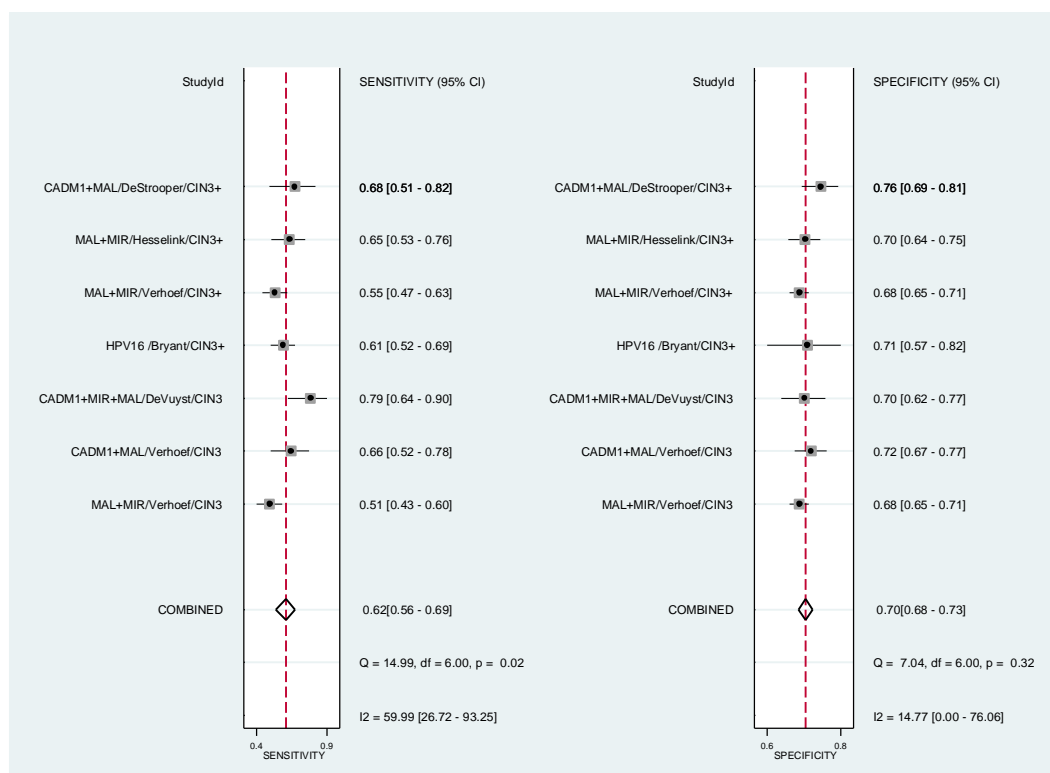 StudyId SENSITIVITY (95% CI)
CADM1+MAL/DeStrooper/CIN3+ 0.68 [0.51 - 0.82]
MAL+MIR/Hesselink/CIN3+ 0.65 [0.53 - 0.76]
MAL+MIR/Verhoef/CIN3+ 0.55 [0.47 - 0.63]
HPV16 /Bryant/CIN3+ 0.61 [0.52 - 0.69]
CADM1+MIR+MAL/DeVuyst/CIN3 0.79 [0.64 - 0.90]
CADM1+MAL/Verhoef/CIN3 0.66 [0.52 - 0.78]
MAL+MIR/Verhoef/CIN3 0.51 [0.43 - 0.60]
COMBINED 0.62[0.56 - 0.69]
Q = 14.99, df = 6.00, p = 0.02
I2 = 59.99 [26.72 - 93.25]
0.4 0.9
SENSITIVITY
StudyId SPECIFICITY (95% CI)
CADM1+MAL/DeStrooper/CIN3+ 0.76 [0.69 - 0.81]
MAL+MIR/Hesselink/CIN3+ 0.70 [0.64 - 0.75]
MAL+MIR/Verhoef/CIN3+ 0.68 [0.65 - 0.71]
HPV16 /Bryant/CIN3+ 0.71 [0.57 - 0.82]
CADM1+MIR+MAL/DeVuyst/CIN3 0.70 [0.62 - 0.77]
CADM1+MAL/Verhoef/CIN3 0.72 [0.67 - 0.77]
MAL+MIR/Verhoef/CIN3 0.68 [0.65 - 0.71]
COMBINED 0.70[0.68 - 0.73]
Q = 7.04, df = 6.00, p = 0.32
I2 = 14.77 [0.00 - 76.06]
0.6 0.8
SPECIFICITY